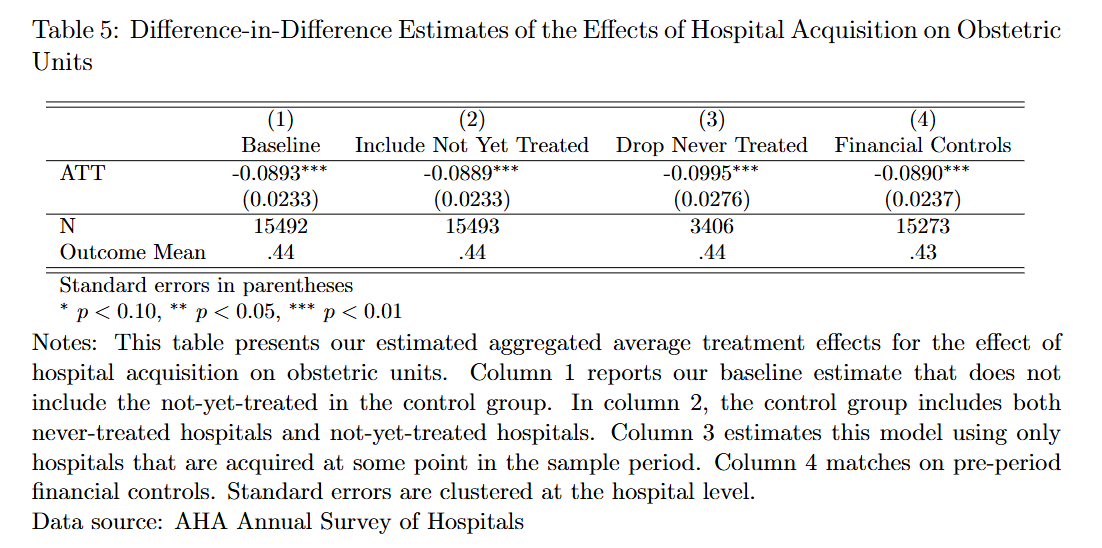 Table 5: Difference-in-Difference Estimates of the Effects of Hospital Acquisition on Obstetric
Units
(1) (2) (3) (4)
Baseline Include Not Yet Treated Drop Never Treated Financial Controls
ATT -0.0893*** -0.0889*** -0.0995*** -0.0890***
(0.0233) (0.0233) (0.0276) (0.0237)
N 15492 15493 3406 15273
Outcome Mean .44 .44 .44 .43
Standard errors in parentheses
* p < 0.10, ** p < 0.05, *** p < 0.01
Notes: This table presents our estimated aggregated average treatment effects for the effect of
hospital acquisition on obstetric units. Column 1 reports our baseline estimate that does not
include the not-yet-treated in the control group. In column 2, the control group includes both
never-treated hospitals and not-yet-treated hospitals. Column 3 estimates this model using only
hospitals that are acquired at some point in the sample period. Column 4 matches on pre-period
financial controls. Standard errors are clustered at the hospital level.
Data source: AHA Annual Survey of Hospitals